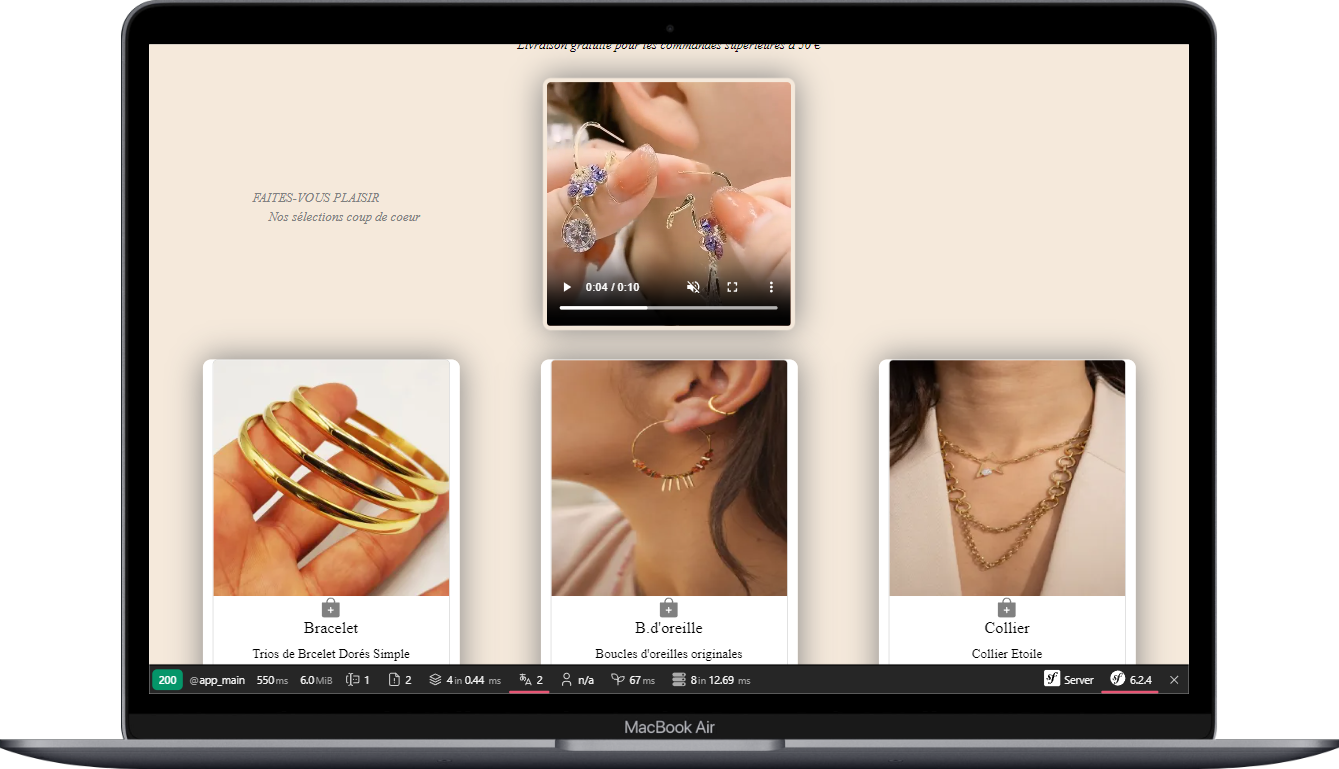 Livraison gratuite pour les commandes supérieures à 50 €
FAITES-VOUS PLAISIR
Nos sélections coup de coeur
0:04 / 0:10
Bracelet
Trios de Brcelet Dorés Simple
B.d'oreille
Boucles d'oreilles originales
Collier
Collier Etoile
200 @app_main 550 ms 6.0 MiB 1 2 4 in 0.44 ms 2 n/a 67 ms 8 in 12.69 ms sf Server sf 6.2.4
MacBook Air